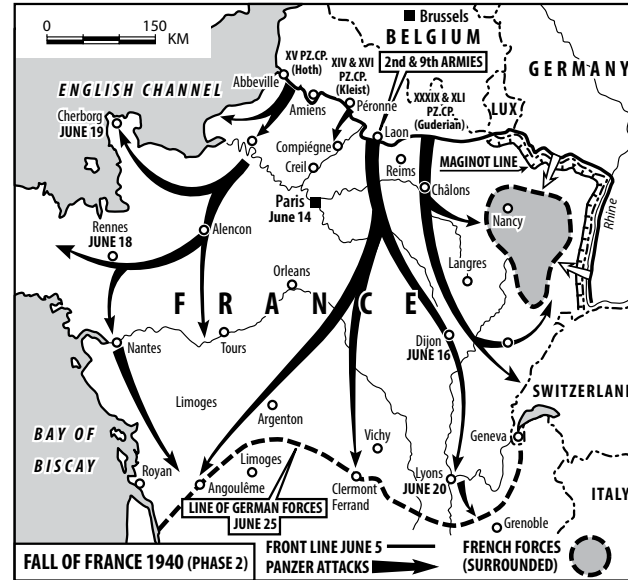 0 150
KM
Brussels
BELGIUM
GERMANY
ENGLISH CHANNEL
XV PZ.CP.
(Hoth)
XIV & XVI
PZ.CP.
(Kleist)
2nd & 9th ARMIES
XXXIX & XLI
PZ.CP.
(Guderian)
LUX
Abbeville
Amiens
Péronne
Laon
Cherborg
JUNE 19
Compiégne
Creil
Reims
MAGINOT LINE
Rhine
Paris
June 14
Châlons
Nancy
Rennes
JUNE 18
Alencon
Langres
Orleans
FRANCE
Nantes
Tours
Dijon
JUNE 16
SWITZERLAND
Limoges
Argenton
Vichy
Geneva
BAY OF
BISCAY
Royan
Limoges
Angoulême
Clermont
Ferrand
Lyons
JUNE 20
ITALY
LINE OF GERMAN FORCES
JUNE 25
Grenoble
FALL OF FRANCE 1940 (PHASE 2)
FRONT LINE JUNE 5
PANZER ATTACKS
FRENCH FORCES
(SURROUNDED)